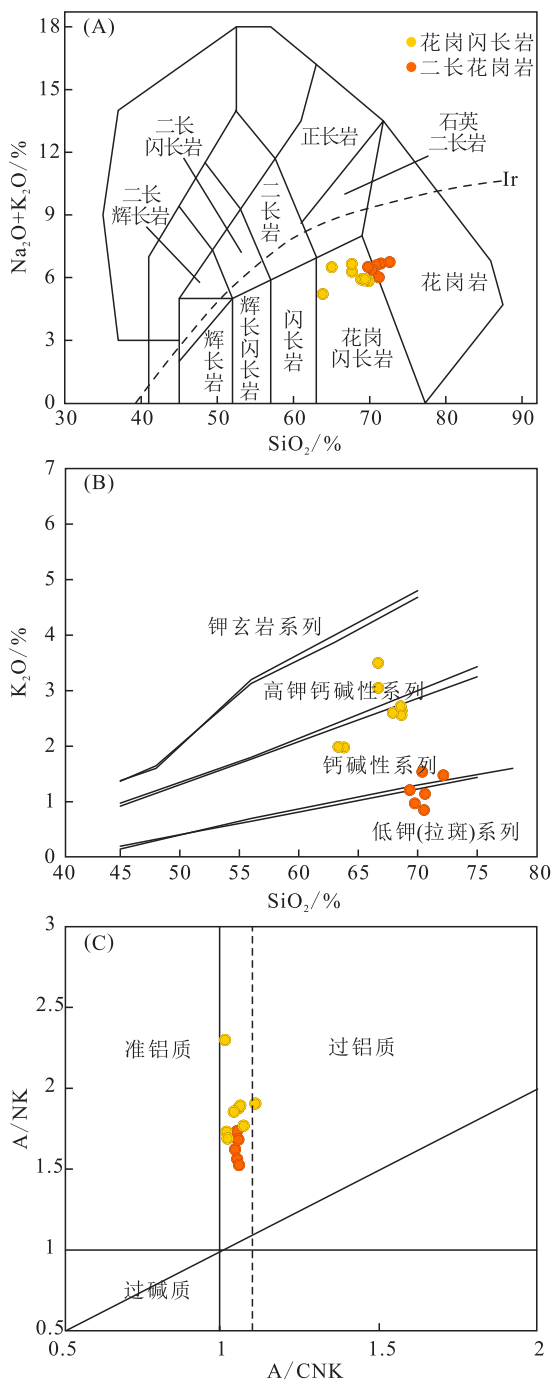 (A)
花岗闪长岩
二长花岗岩
Na₂O+K₂O/%
18
15
12
9
6
3
0
二长
闪长岩
二长
辉长岩
二长岩
正长岩
石英
二长岩
Ir
花岗岩
辉长岩
辉长闪长岩
闪长岩
花岗
闪长岩
30
40
50
60
70
80
90
SiO₂/%
(B)
K₂O/%
7
6
5
4
3
2
1
0
钾玄岩系列
高钾钙碱性系列
钙碱性系列
低钾(拉斑)系列
40
45
50
55
60
65
70
75
80
SiO₂/%
(C)
A/NK
3
2.5
2
1.5
1
0.5
准铝质
过铝质
过碱质
0.5
1
1.5
2
A/CNK